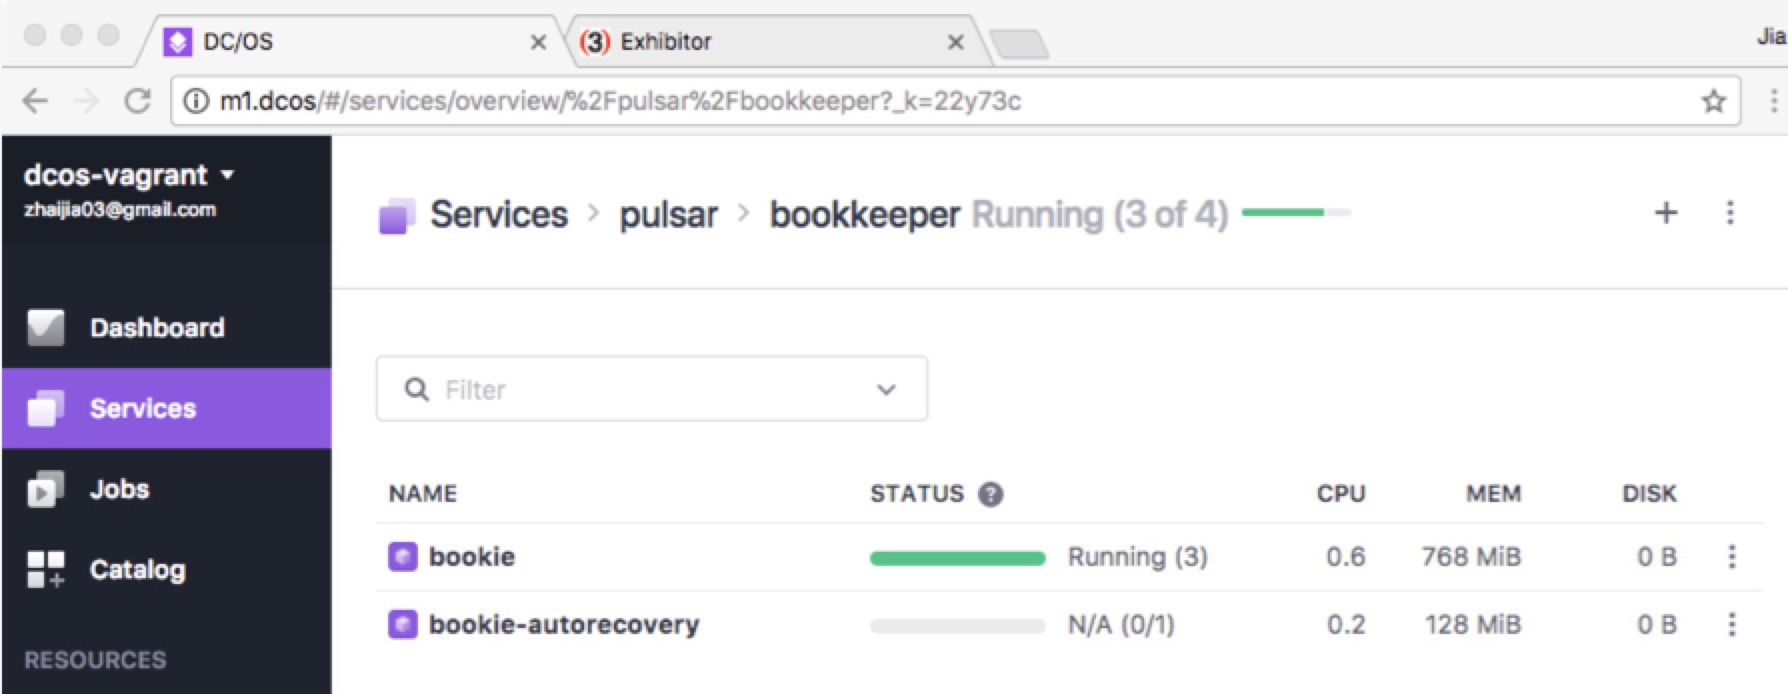 DC/OS
(3) Exhibitor
Jia
m1.dcos/#/services/overview/%2Fpulsar%2Fbookkeeper?_k=22y73c
dcos-vagrant
zhaijia03@gmail.com
Services > pulsar > bookkeeper Running (3 of 4)
Dashboard
Services
Jobs
Catalog
RESOURCES
Filter
NAME STATUS ? CPU MEM DISK
bookie Running (3) 0.6 768 MiB 0 B
bookie-autorecovery N/A (0/1) 0.2 128 MiB 0 B